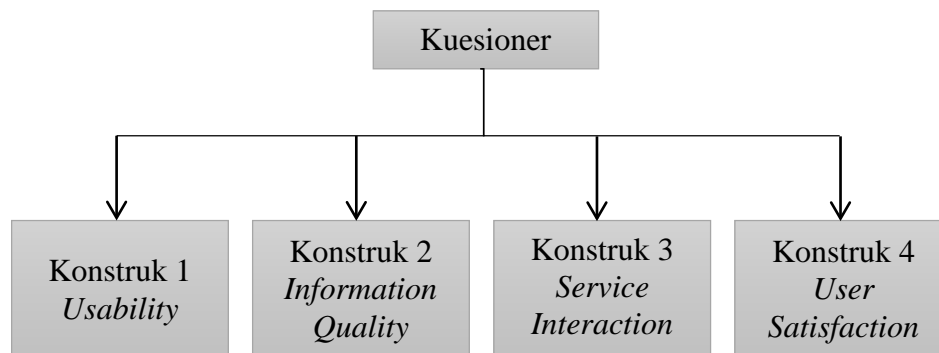 Kuesioner
Konstruk 1
Usability
Konstruk 2
Information
Quality
Konstruk 3
Service
Interaction
Konstruk 4
User
Satisfaction